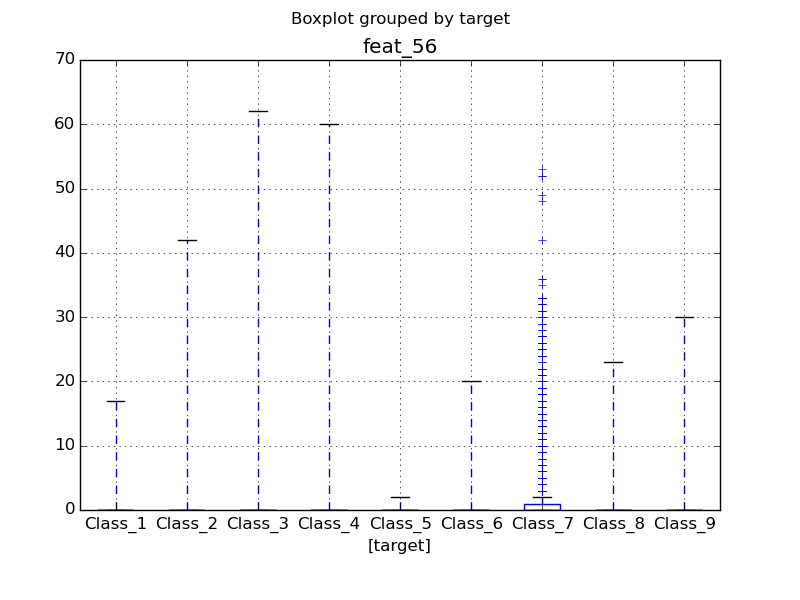 Boxplot grouped by target
feat_56
70
60
50
40
30
20
10
0
Class_1 Class_2 Class_3 Class_4 Class_5 Class_6 Class_7 Class_8 Class_9
[target]